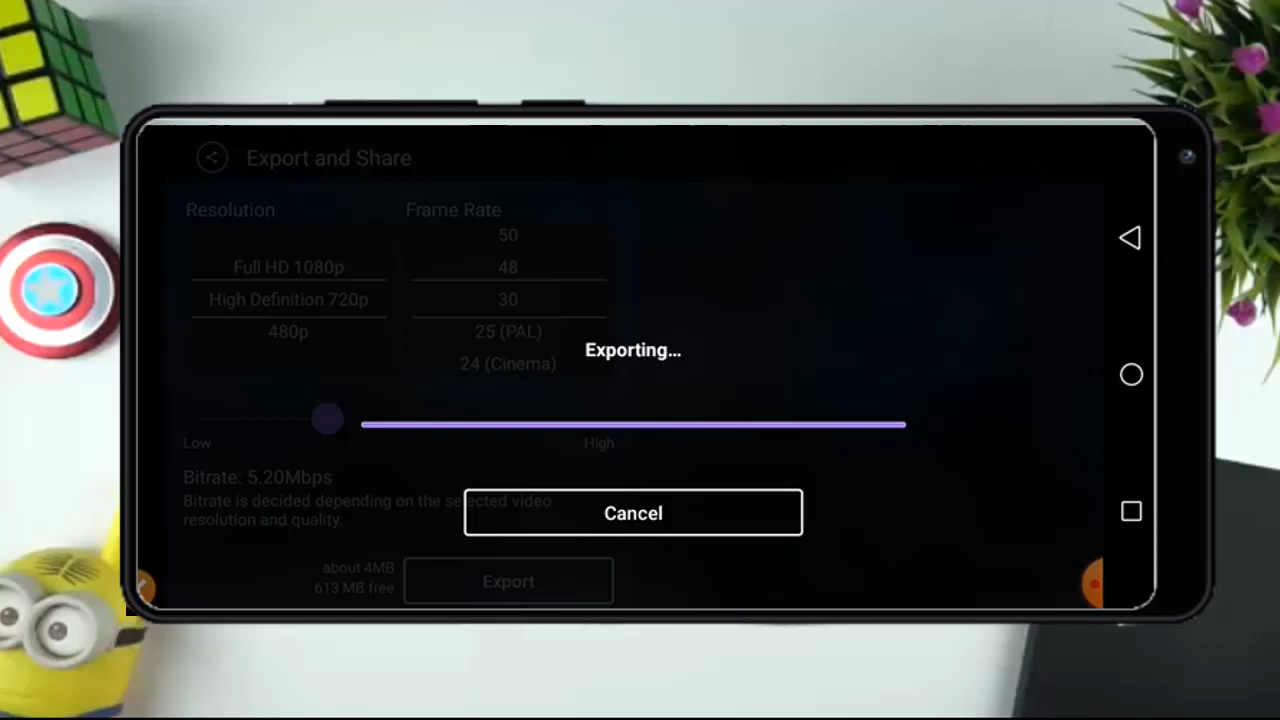 Export and Share
Resolution
Frame Rate
50
Full HD 1080p
48
High Definition 720p
30
480p
25 (PAL)
24 (Cinema)
Exporting...
Low
High
Bitrate: 5.20Mbps
Bitrate is decided depending on the selected video
resolution and quality.
Cancel
about 4MB
613 MB free
Export